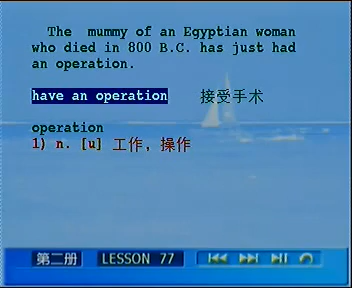 The mummy of an Egyptian woman
who died in 800 B.C. has just had
an operation.
have an operation 接受手术
operation
1) n. [u] 工作，操作
第二册 LESSON 77